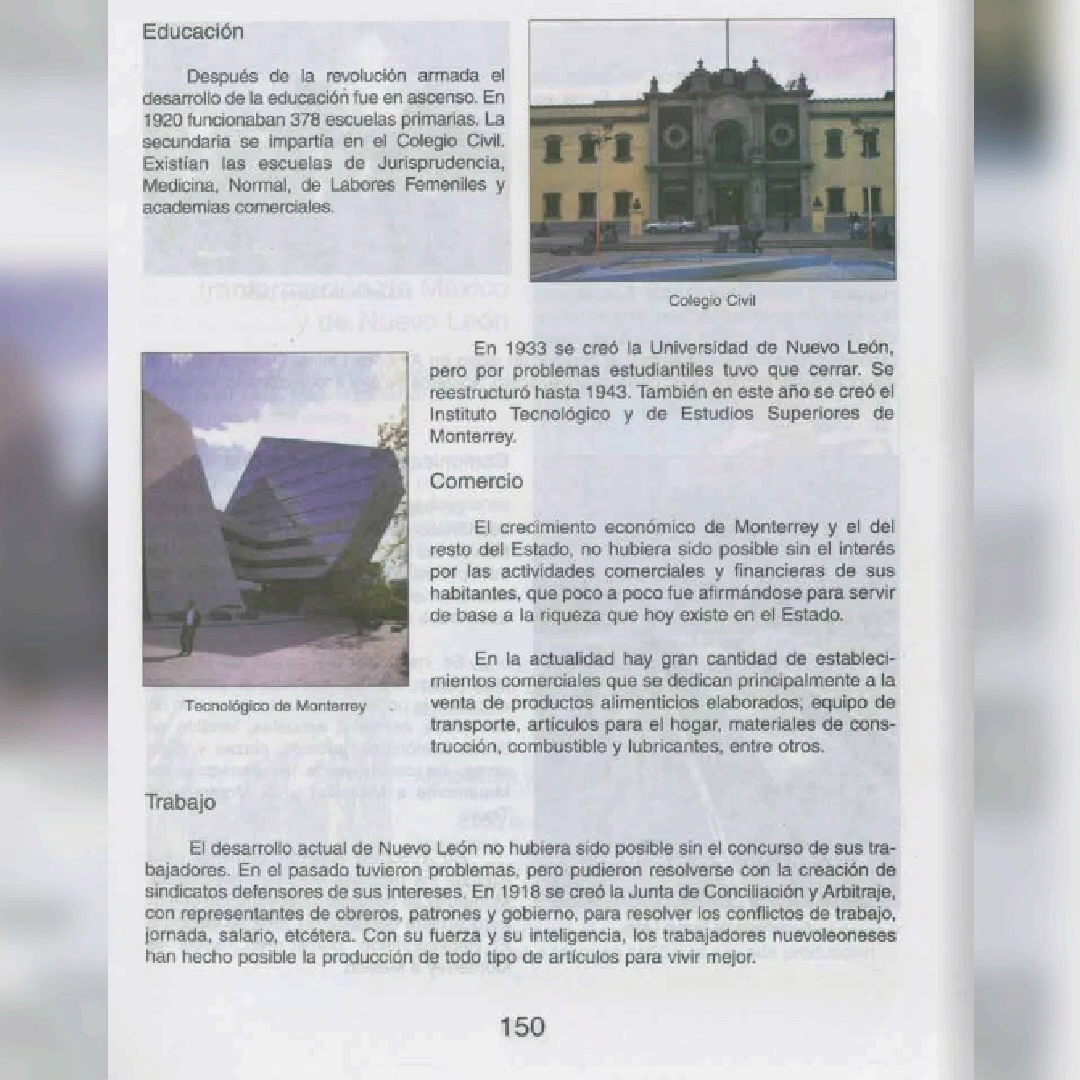 Educación
Después de la revolución armada el
desarrollo de la educación fue en ascenso. En
1920 funcionaban 378 escuelas primarias. La
secundaria se impartía en el Colegio Civil.
Existían las escuelas de Jurisprudencia,
Medicina, Normal, de Labores Femeniles y
academias comerciales.
Colegio Civil
En 1933 se creó la Universidad de Nuevo León,
pero por problemas estudiantiles tuvo que cerrar. Se
reestructuró hasta 1943. También en este año se creó el
Instituto Tecnológico y de Estudios Superiores de
Monterrey.
Comercio
El crecimiento económico de Monterrey y el del
resto del Estado, no hubiera sido posible sin el interés
por las actividades comerciales y financieras de sus
habitantes, que poco a poco fue afirmándose para servir
de base a la riqueza que hoy existe en el Estado.
En la actualidad hay gran cantidad de estableci-
mientos comerciales que se dedican principalmente a la
venta de productos alimenticios elaborados; equipo de
transporte, artículos para el hogar, materiales de cons-
trucción, combustible y lubricantes, entre otros.
Tecnológico de Monterrey
Trabajo
El desarrollo actual de Nuevo León no hubiera sido posible sin el concurso de sus tra-
bajadores. En el pasado tuvieron problemas, pero pudieron resolverse con la creación de
sindicatos defensores de sus intereses. En 1918 se creó la Junta de Conciliación y Arbitraje,
con representantes de obreros, patrones y gobierno, para resolver los conflictos de trabajo,
jornada, salario, etcétera. Con su fuerza y su inteligencia, los trabajadores nuevoleoneses
han hecho posible la producción de todo tipo de artículos para vivir mejor.
150